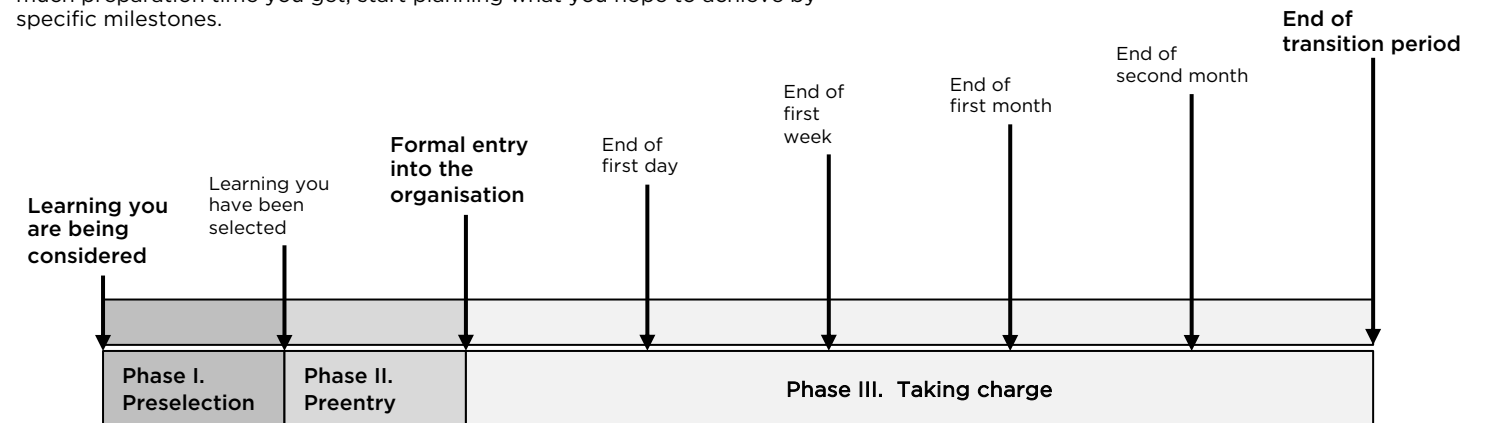 much preparation time you get, start planning what you hope to achieve by
specific milestones.
Learning you
are being
considered
Learning you
have been
selected
Formal entry
into the
organisation
End of
first day
End of
first
week
End of
first month
End of
second month
End of
transition period
Phase I.
Preselection
Phase II.
Preentry
Phase III. Taking charge